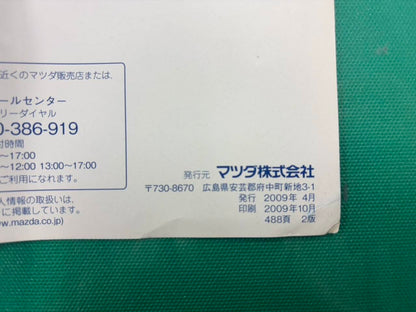 近くのマツダ販売店または、
ールセンター
リーダイヤル
0-386-919
付時間
～17:00
～12:00 13:00～17:00
ご利用になれます。
人情報の取扱いは、
に掲載しています。
www.mazda.co.jp)
発行元 マツダ株式会社
〒730-8670 広島県安芸郡府中町新地3-1
発行 2009年 4月
印刷 2009年10月
488頁 2版